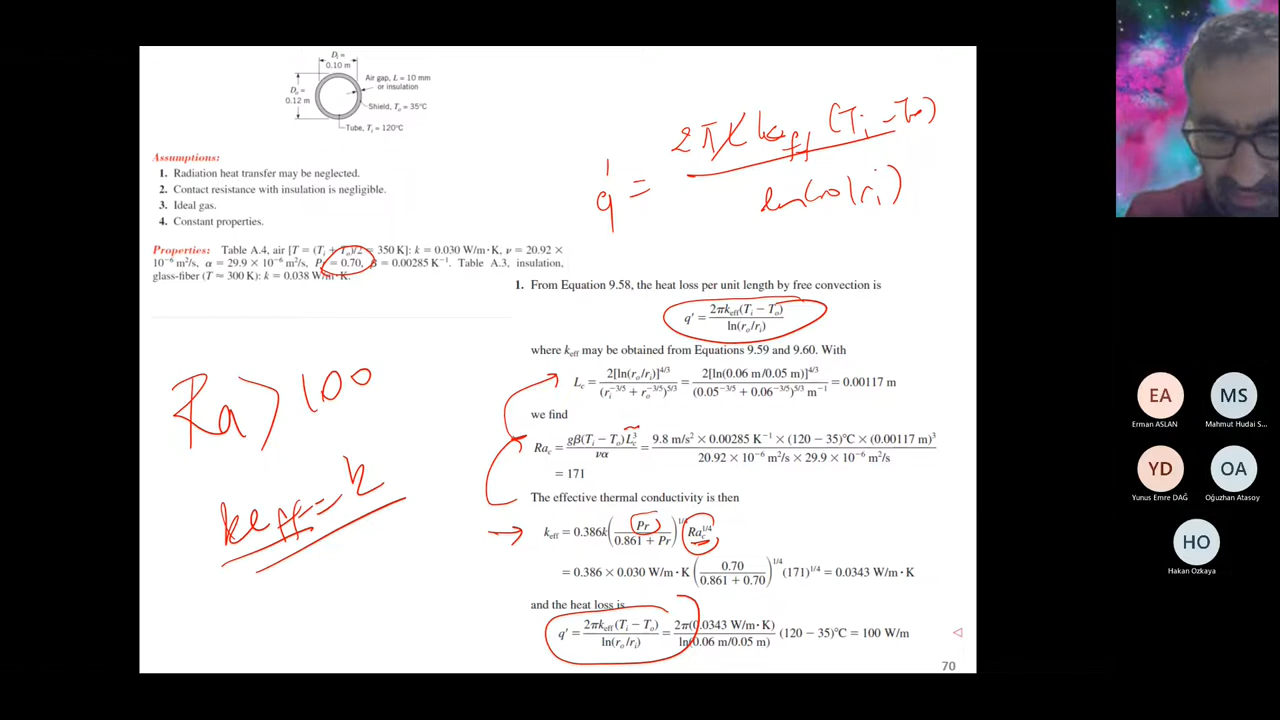 Dᵢ =
0.10 m
Dₒ =
0.12 m
Air gap, L = 10 mm
or insulation
Shield, Tₒ = 35°C
Tube, Tᵢ = 120°C
Assumptions:
1. Radiation heat transfer may be neglected.
2. Contact resistance with insulation is negligible.
3. Ideal gas.
4. Constant properties.
Properties: Table A.4, air [T = (Tᵢ + Tₒ)/2 = 350 K]: k = 0.030 W/m·K, ν = 20.92 ×
10⁻⁶ m²/s, α = 29.9 × 10⁻⁶ m²/s, Pr = 0.70, β = 0.00285 K⁻¹. Table A.3, insulation,
glass-fiber (T ≈ 300 K): k = 0.038 W/m·K.
q' = 2π keff (Ti - To) / ln(ro/ri)
1. From Equation 9.58, the heat loss per unit length by free convection is
q' = 2πk_eff(Tᵢ − Tₒ) / ln(rₒ/rᵢ)
where k_eff may be obtained from Equations 9.59 and 9.60. With
L_c = 2[ln(rₒ/rᵢ)]^4/3 / (rᵢ^−3/5 + rₒ^−3/5)^5/3 = 2[ln(0.06 m/0.05 m)]^4/3 / (0.05^−3/5 + 0.06^−3/5)^5/3 m⁻¹ = 0.00117 m
we find
Ra_c = gβ(Tᵢ − Tₒ)L_c³ / να = 9.8 m/s² × 0.00285 K⁻¹ × (120 − 35)°C × (0.00117 m)³ / 20.92 × 10⁻⁶ m²/s × 29.9 × 10⁻⁶ m²/s
= 171
The effective thermal conductivity is then
k_eff = 0.386k(Pr / 0.861 + Pr)^1/4 Ra_c^1/4
= 0.386 × 0.030 W/m·K (0.70 / 0.861 + 0.70)^1/4 (171)^1/4 = 0.0343 W/m·K
and the heat loss is
q' = 2πk_eff(Tᵢ − Tₒ) / ln(rₒ/rᵢ) = 2π(0.0343 W/m·K) / ln(0.06 m/0.05 m) (120 − 35)°C = 100 W/m
Ra > 100
keff = k
70
EA
Erman ASLAN
MS
Mahmut Hudai S...
YD
Yunus Emre DAĞ
OA
Oğuzhan Atasoy
HO
Hakan Ozkaya